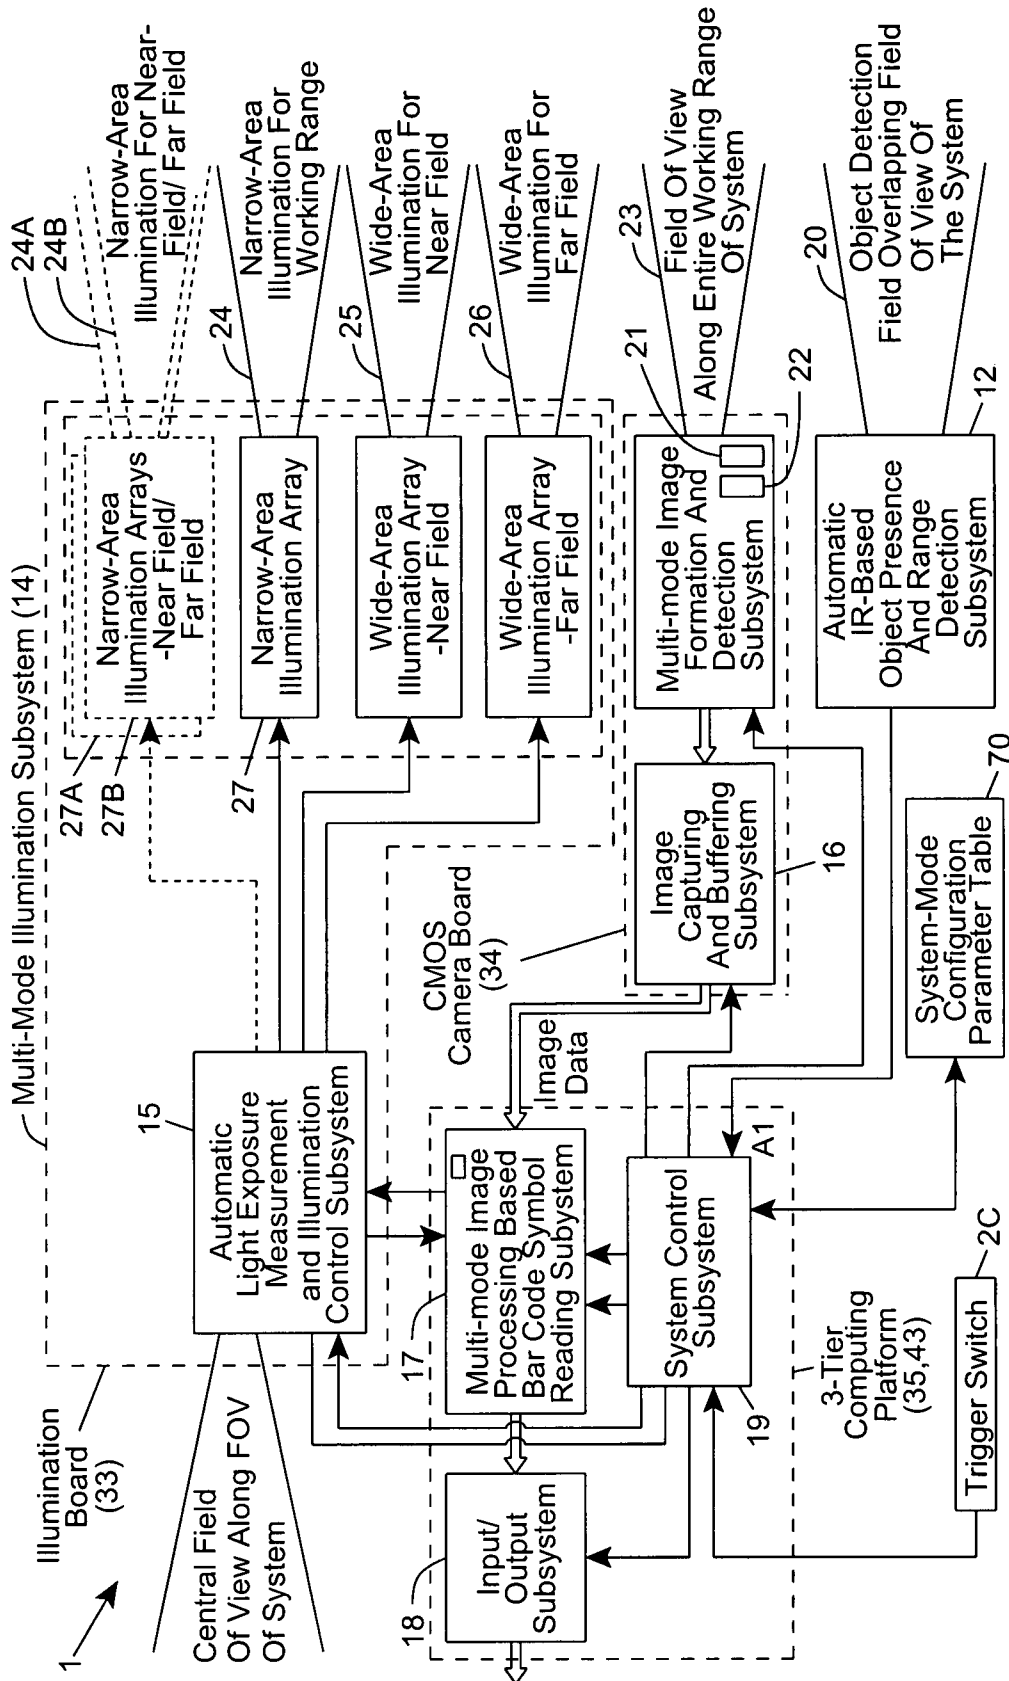 Multi-Mode Illumination Subsystem (14)
Illumination
Board
(33)
1
Central Field
Of View Along FOV
Of System
15
Automatic
Light Exposure
Measurement
and Illumination
Control Subsystem
27A
27B
Narrow-Area
Illumination Arrays
-Near Field/
Far Field
24A
24B
Narrow-Area
Illumination For Near-
Field/ Far Field
27
Narrow-Area
Illumination Array
24
Narrow-Area
Illumination For
Working Range
Wide-Area
Illumination Array
-Near Field
25
Wide-Area
Illumination For
Near Field
Wide-Area
Illumination Array
-Far Field
26
Wide-Area
Illumination For
Far Field
CMOS
Camera Board
(34)
Image
Data
Image
Capturing
And Buffering
Subsystem
16
Multi-mode Image
Formation And
Detection
Subsystem
21
22
23
Field Of View
Along Entire Working Range
Of System
18
Input/
Output
Subsystem
17
Multi-mode Image
Processing Based
Bar Code Symbol
Reading Subystem
System Control
Subsystem
19
A1
3-Tier
Computing
Platform
(35,43)
Automatic
IR-Based
Object Presence
And Range
Detection
Subsystem
12
20
Object Detection
Field Overlapping Field
Of View Of
The System
System-Mode
Configuration
Parameter Table
70
Trigger Switch
2C